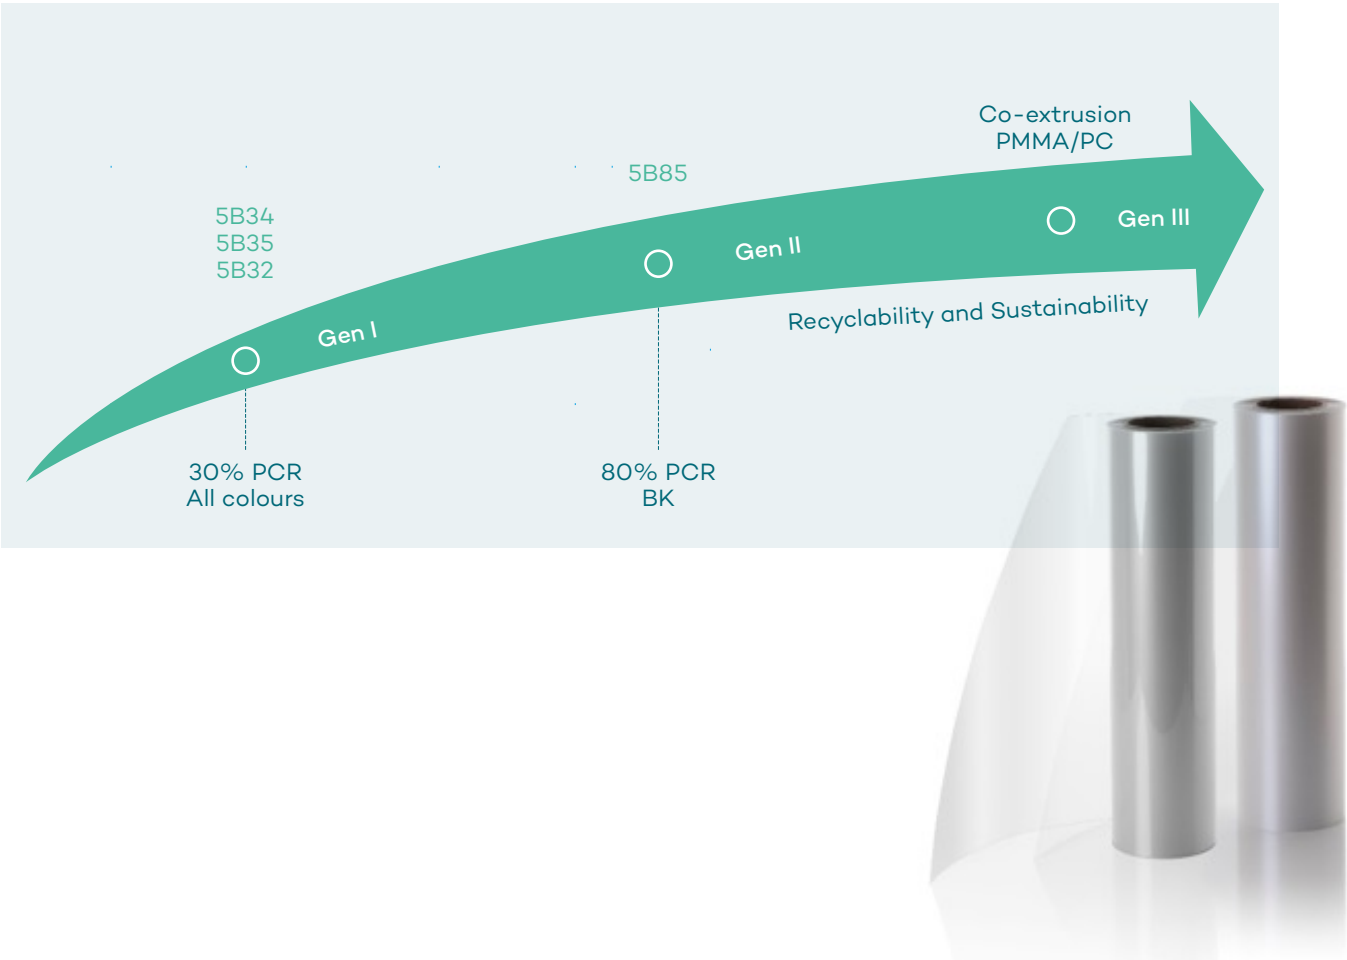 Co-extrusion
PMMA/PC
5B85
5B34
5B35
5B32
Gen III
Gen II
Recyclability and Sustainability
Gen I
30% PCR
All colours
80% PCR
BK